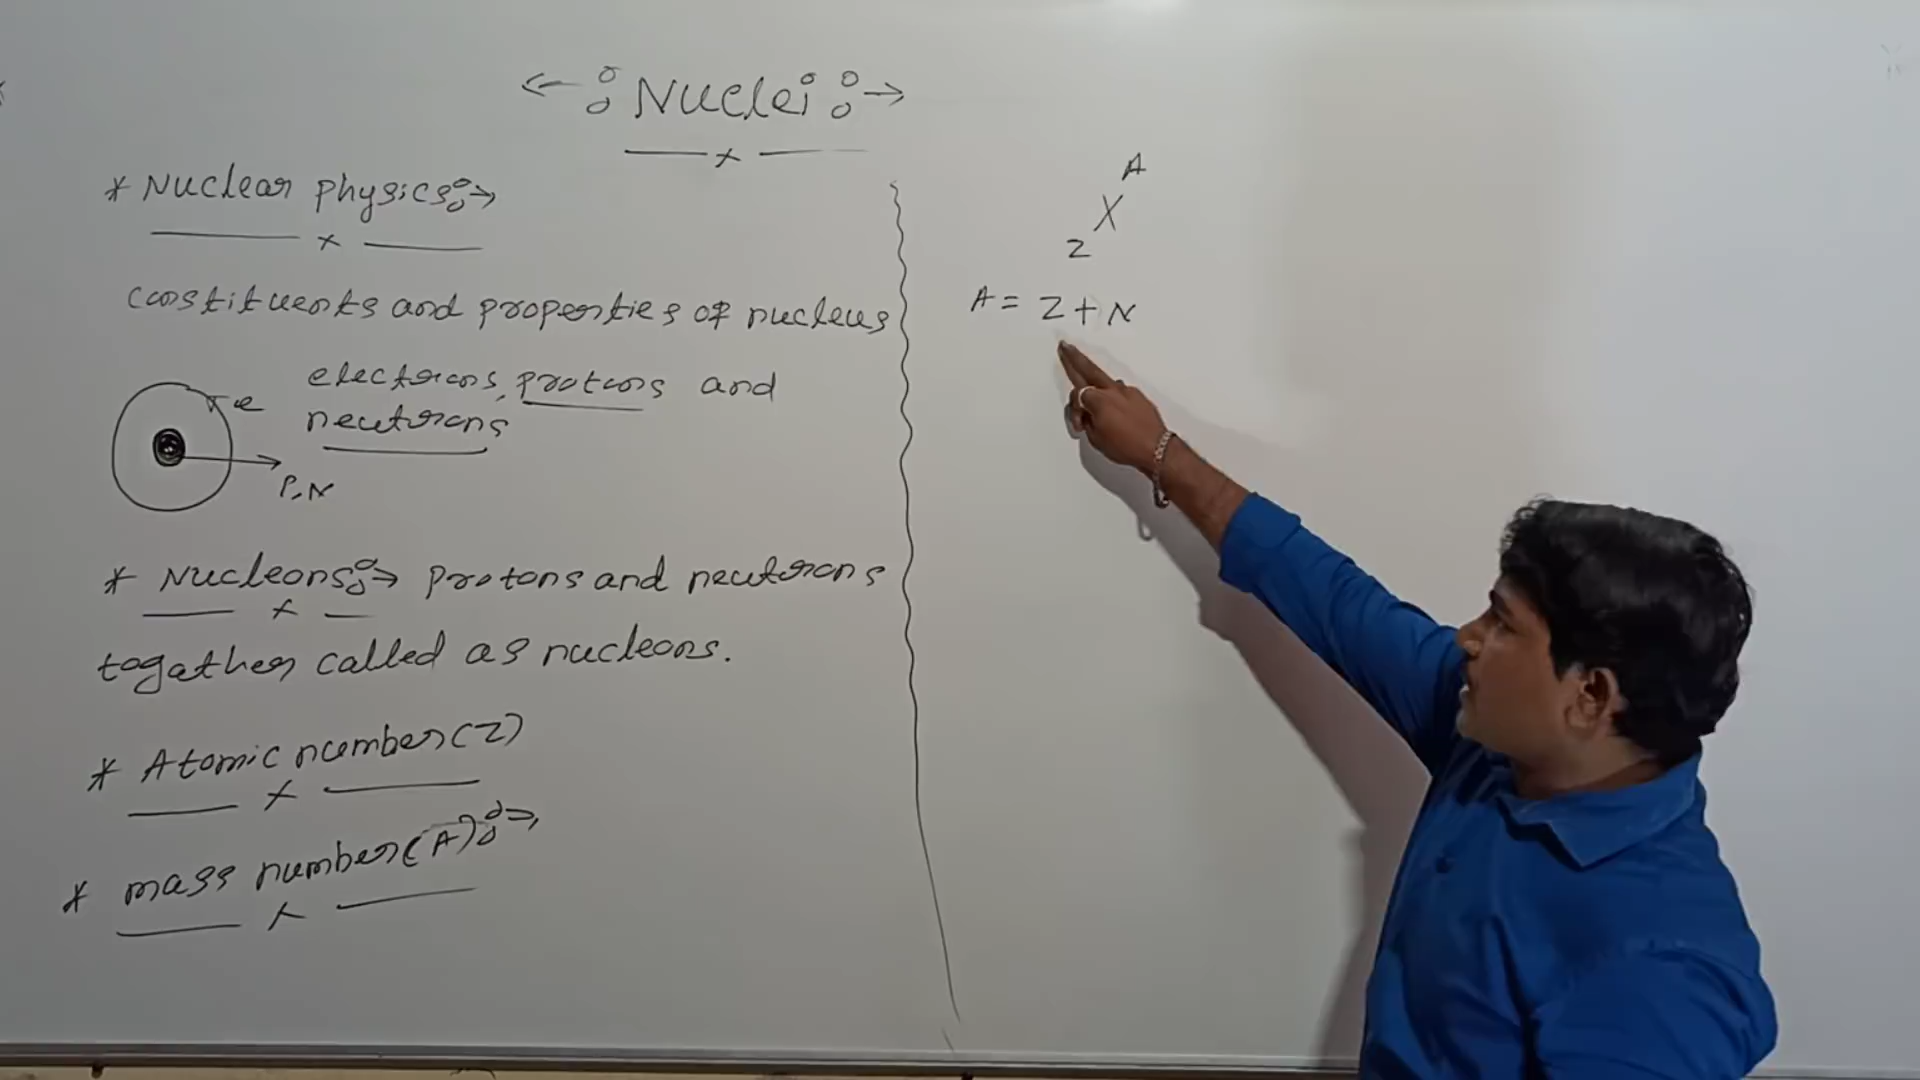 Nuclei
* Nuclear physics:→
constituents and properties of nucleus
electrons, protons and
neutrons,
e
P,N
* Nucleons:→ protons and neutrons
togather called as nucleons.
* Atomic number(Z)
* mass number(A):→
A
X
Z
A = Z+N